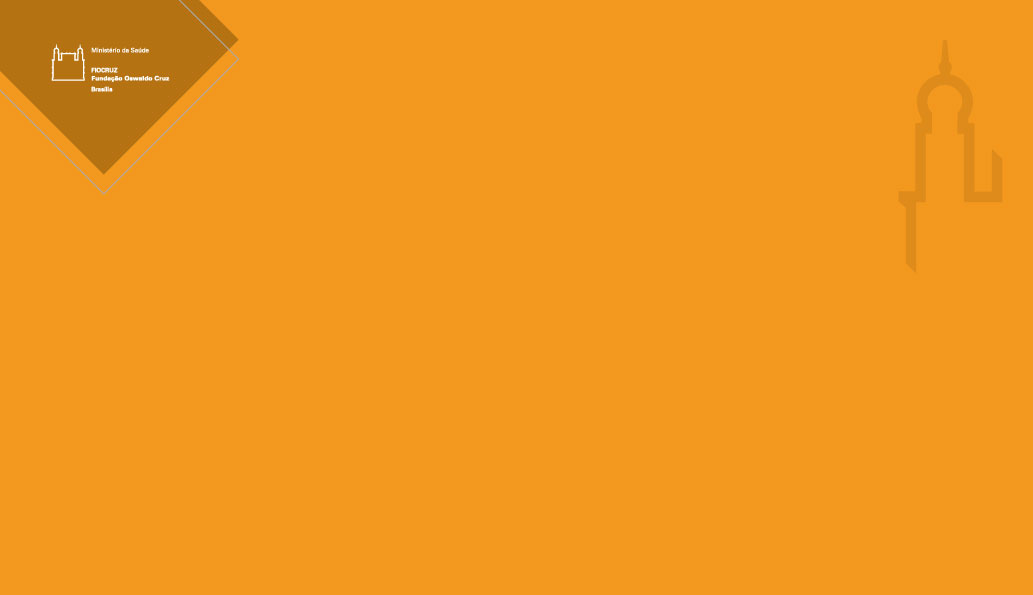 Ministério da Saúde
FIOCRUZ
Fundação Oswaldo Cruz
Brasília